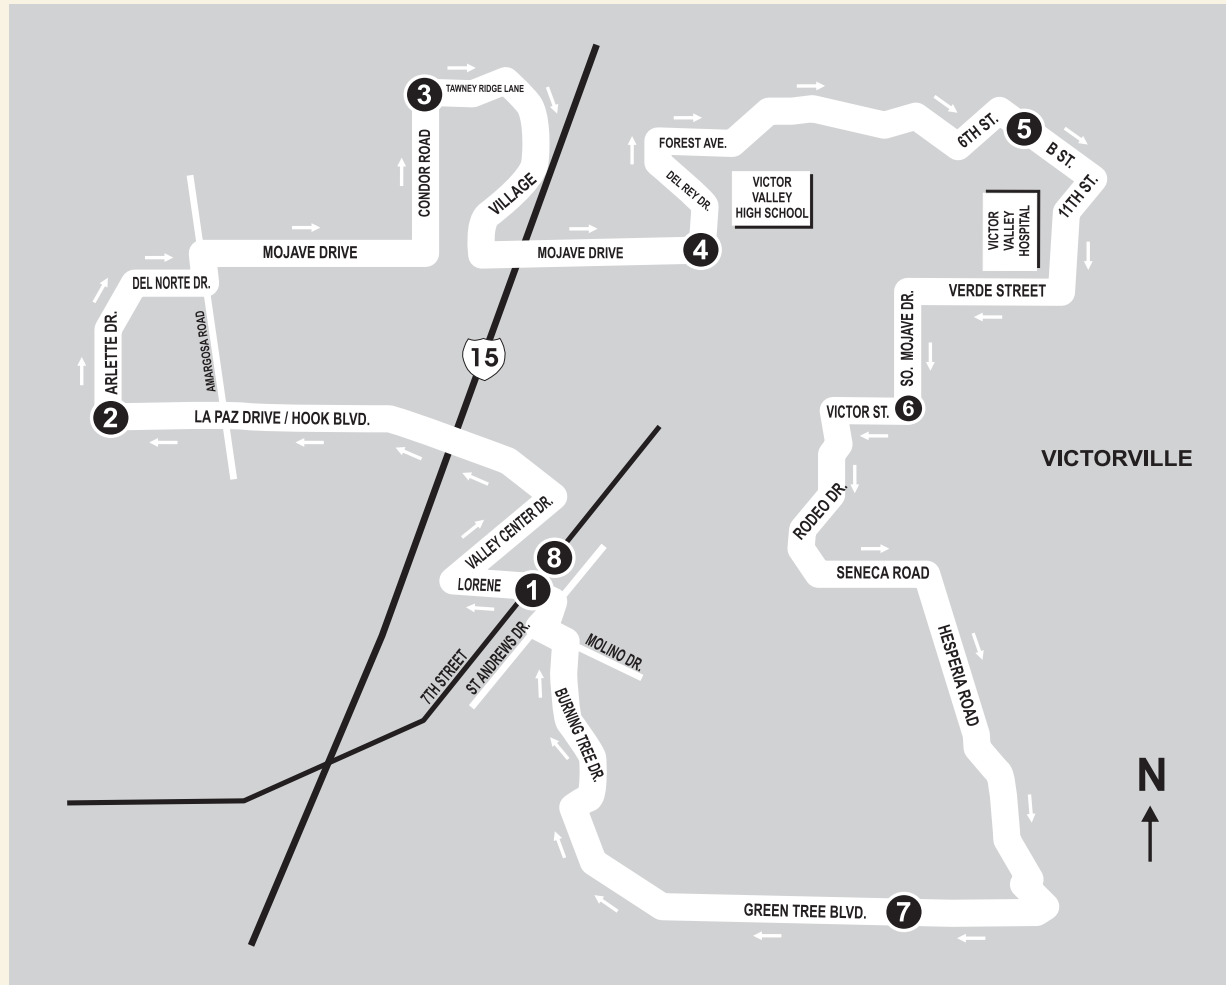 3
TAWNEY RIDGE LANE
CONDOR ROAD
VILLAGE
FOREST AVE.
6TH ST.
5
B ST.
11TH ST.
DEL REY DR.
VICTOR
VALLEY
HIGH SCHOOL
VICTOR
VALLEY
HOSPITAL
MOJAVE DRIVE
MOJAVE DRIVE
4
DEL NORTE DR.
VERDE STREET
ARLETTE DR.
AMARGOSA ROAD
15
SO. MOJAVE DR.
2
LA PAZ DRIVE / HOOK BLVD.
VICTOR ST.
6
VICTORVILLE
VALLEY CENTER DR.
RODEO DR.
8
LORENE
1
SENECA ROAD
7TH STREET
ST ANDREWS DR.
MOLINO DR.
HESPERIA ROAD
BURNING TREE DR.
N
GREEN TREE BLVD.
7